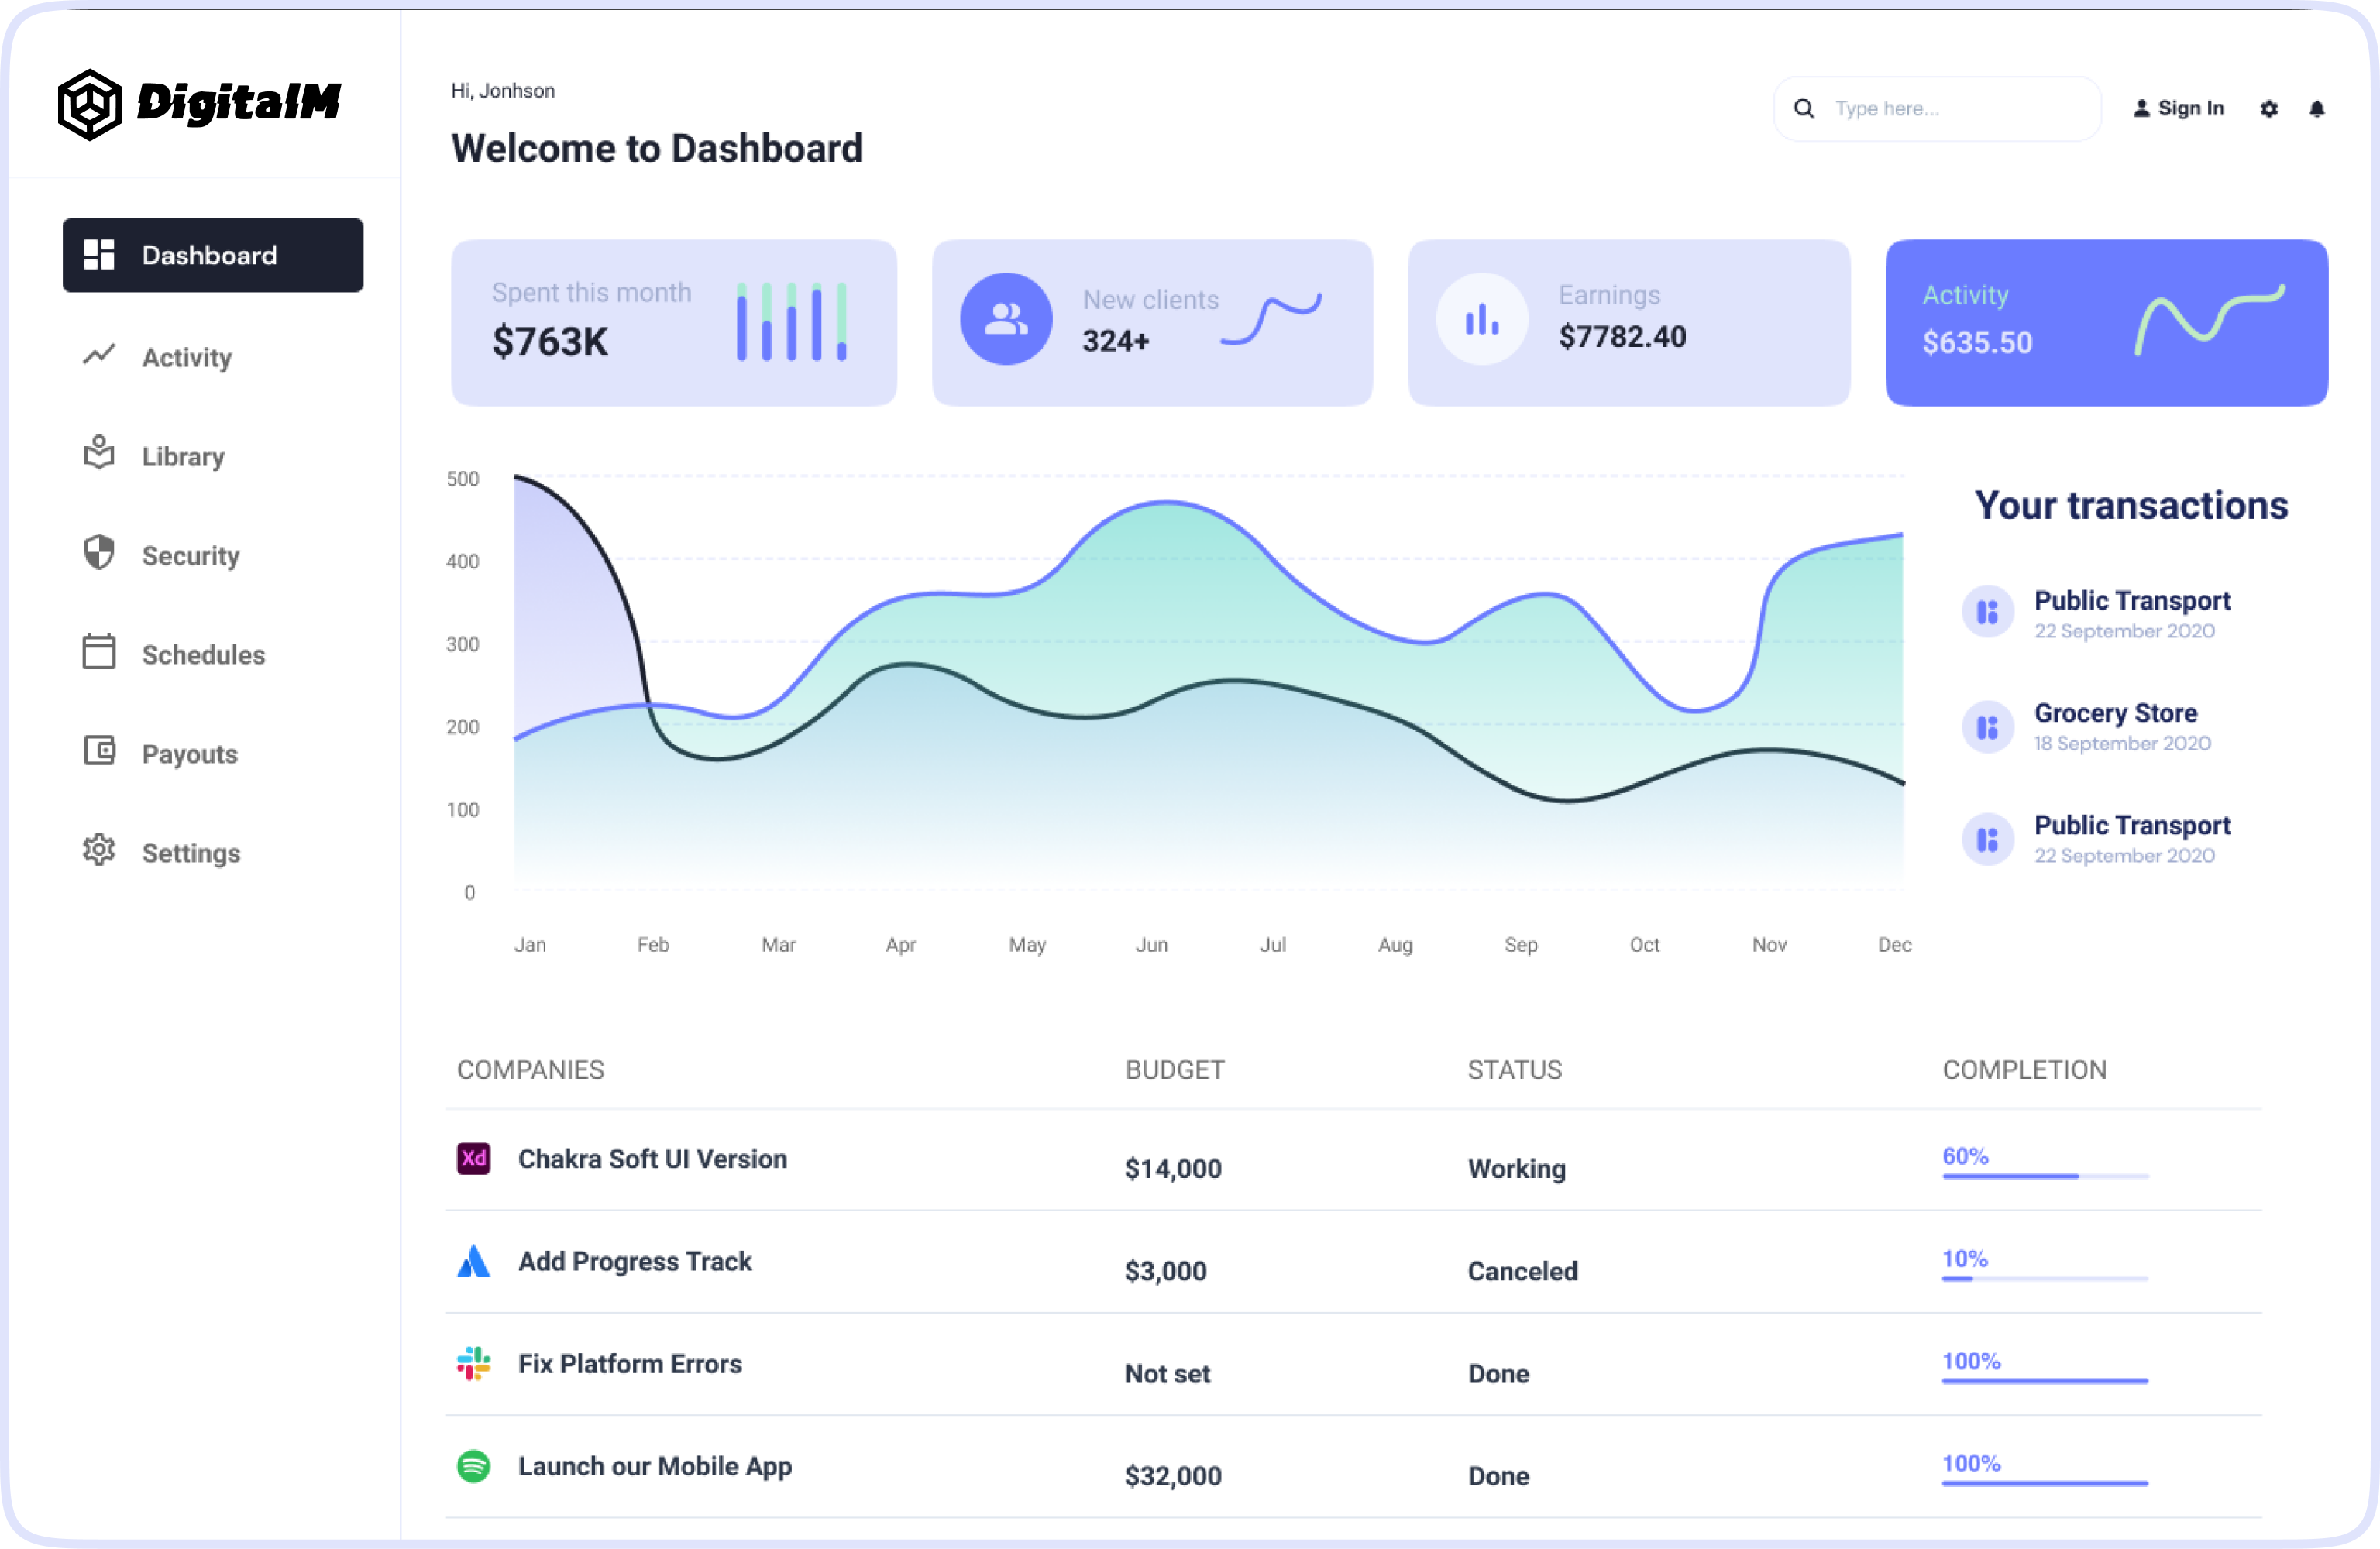 DigitalM
Dashboard
Activity
Library
Security
Schedules
Payouts
Settings
Hi, Jonhson
Welcome to Dashboard
Type here...
Sign In
Spent this month
$763K
New clients
324+
Earnings
$7782.40
Activity
$635.50
500
400
300
200
100
0
Jan Feb Mar Apr May Jun Jul Aug Sep Oct Nov Dec
Your transactions
Public Transport
22 September 2020
Grocery Store
18 September 2020
Public Transport
22 September 2020
COMPANIES BUDGET STATUS COMPLETION
Xd Chakra Soft UI Version $14,000 Working 60%
Add Progress Track $3,000 Canceled 10%
Fix Platform Errors Not set Done 100%
Launch our Mobile App $32,000 Done 100%